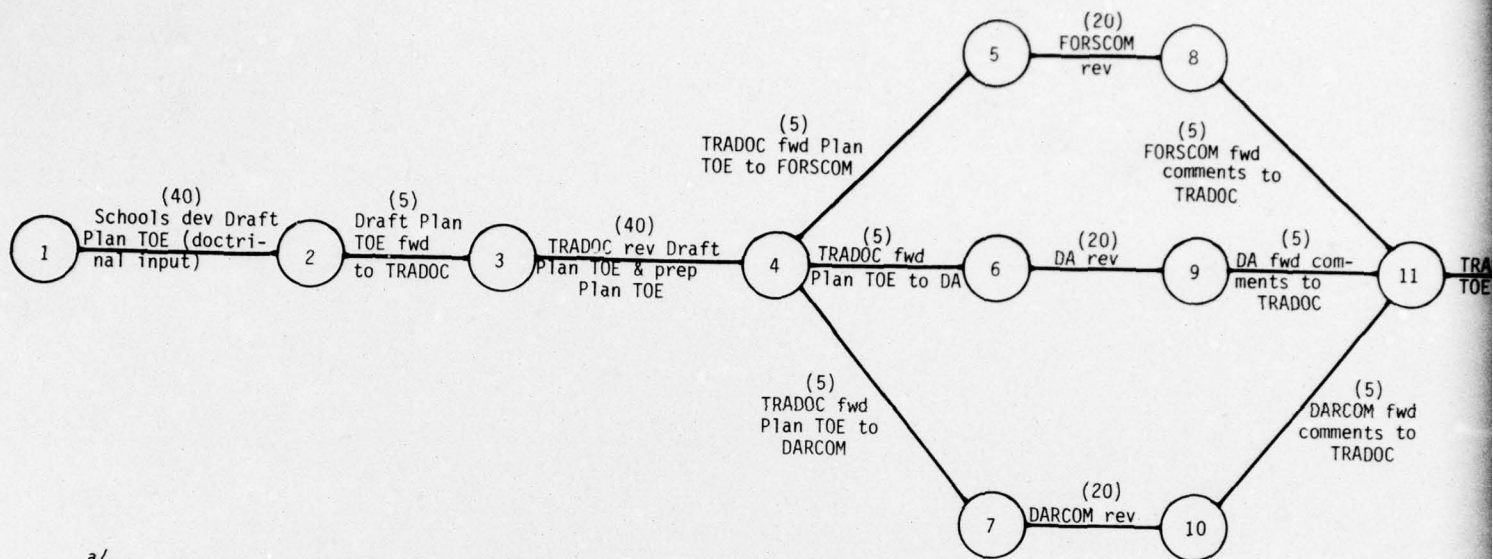 1
(40)
Schools dev Draft
Plan TOE (doctri-
nal input)
2
(5)
Draft Plan
TOE fwd
to TRADOC
3
(40)
TRADOC rev Draft
Plan TOE & prep
Plan TOE
4
(5)
TRADOC fwd Plan
TOE to FORSCOM
5
(20)
FORSCOM
rev
8
(5)
FORSCOM fwd
comments to
TRADOC
(5)
TRADOC fwd
Plan TOE to DA
6
(20)
DA rev
9
(5)
DA fwd com-
ments to
TRADOC
11
TRA
TOE
(5)
TRADOC fwd
Plan TOE to
DARCOM
7
(20)
DARCOM rev
10
(5)
DARCOM fwd
comments to
TRADOC
a/